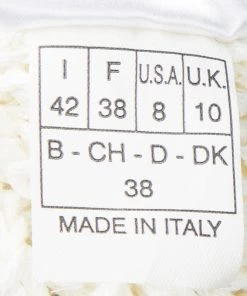 I F U.S.A. U.K.
42 38 8 10
B - CH - D - DK
38
MADE IN ITALY